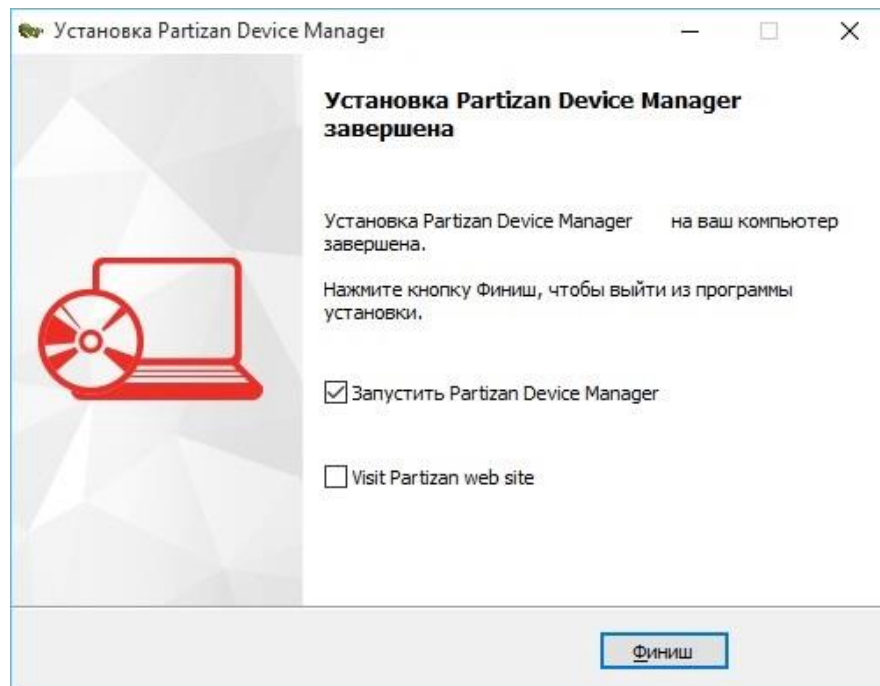 Установка Partizan Device Manager
Установка Partizan Device Manager
завершена
Установка Partizan Device Manager на ваш компьютер
завершена.
Нажмите кнопку Финиш, чтобы выйти из программы
установки.
Запустить Partizan Device Manager
Visit Partizan web site
Финиш